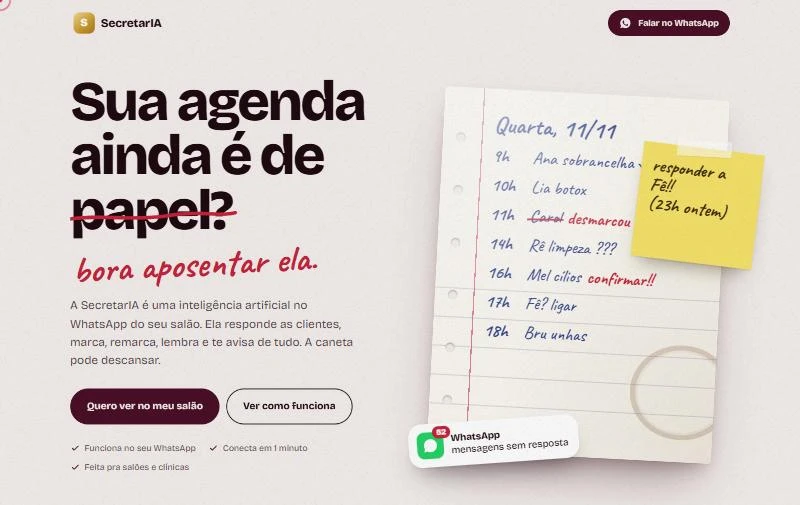 S SecretarIA
Falar no WhatsApp
Sua agenda
ainda é de
papel?
bora aposentar ela.
A SecretarIA é uma inteligência artificial no
WhatsApp do seu salão. Ela responde as clientes,
marca, remarca, lembra e te avisa de tudo. A caneta
pode descansar.
Quero ver no meu salão
Ver como funciona
Funciona no seu WhatsApp
Conecta em 1 minuto
Feita pra salões e clínicas
Quarta, 11/11
9h Ana sobrancelha
10h Lia botox
11h Carol desmarcou
14h Rê limpeza ???
16h Mel cílios confirmar!!
17h Fê? ligar
18h Bru unhas
responder a
Fê!!
(23h ontem)
52
WhatsApp
mensagens sem resposta